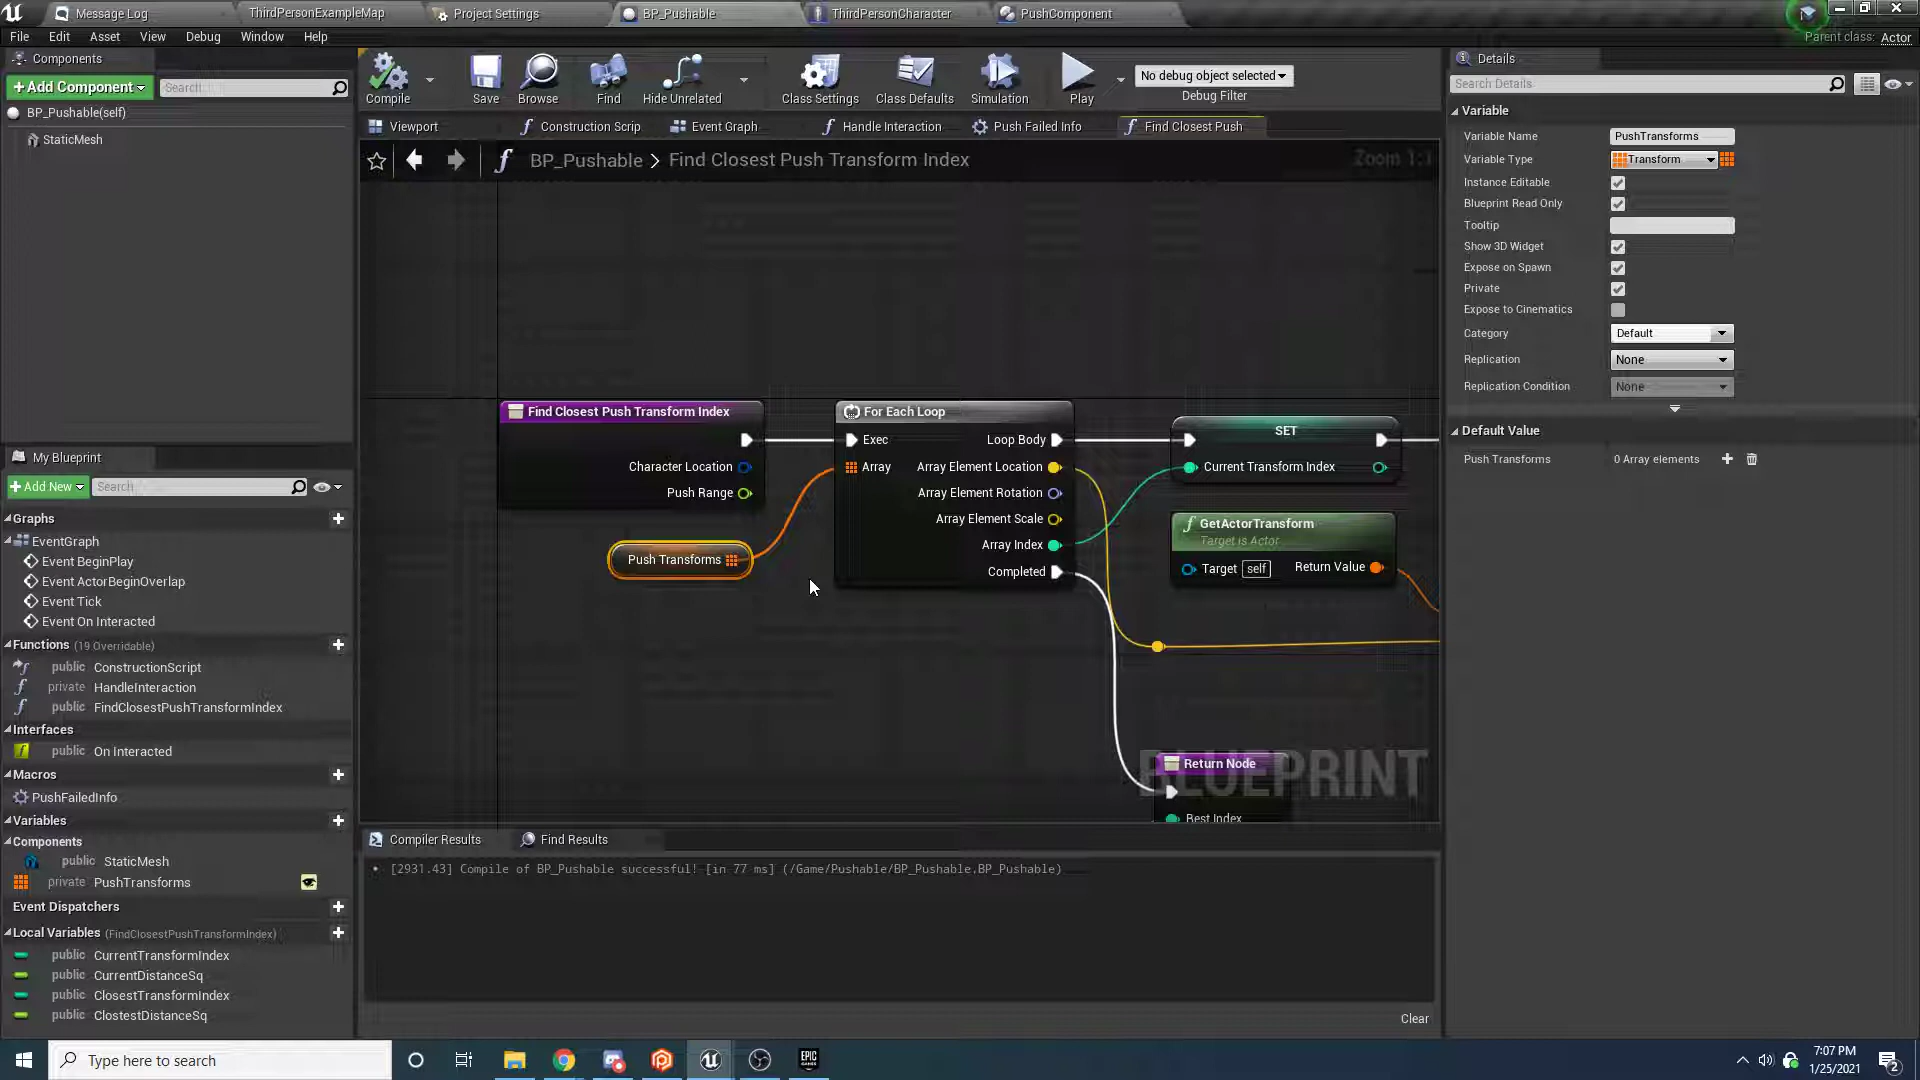 Message Log
ThirdPersonExampleMap
Project Settings
BP_Pushable
ThirdPersonCharacter
PushComponent
File
Edit
Asset
View
Debug
Window
Help
Parent class: Actor
Components
+Add Component
Search
BP_Pushable(self)
StaticMesh
Compile
Save
Browse
Find
Hide Unrelated
Class Settings
Class Defaults
Simulation
Play
No debug object selected
Debug Filter
Viewport
Construction Scrip
Event Graph
Handle Interaction
Push Failed Info
Find Closest Push
BP_Pushable > Find Closest Push Transform Index
Zoom 1:1
Find Closest Push Transform Index
Character Location
Push Range
Push Transforms
For Each Loop
Exec
Loop Body
Array
Array Element Location
Array Element Rotation
Array Element Scale
Array Index
Completed
SET
Current Transform Index
GetActorTransform
Target is Actor
Target self
Return Value
Return Node
Best Index
BLUEPRINT
My Blueprint
+Add New
Search
Graphs
EventGraph
Event BeginPlay
Event ActorBeginOverlap
Event Tick
Event On Interacted
Functions (19 Overridable)
public ConstructionScript
private HandleInteraction
public FindClosestPushTransformIndex
Interfaces
public On Interacted
Macros
PushFailedInfo
Variables
Components
public StaticMesh
private PushTransforms
Event Dispatchers
Local Variables (FindClosestPushTransformIndex)
public CurrentTransformIndex
public CurrentDistanceSq
public ClosestTransformIndex
public ClostestDistanceSq
Compiler Results
Find Results
[2931.43] Compile of BP_Pushable successful! [in 77 ms] (/Game/Pushable/BP_Pushable.BP_Pushable)
Clear
Details
Search Details
Variable
Variable Name PushTransforms
Variable Type Transform
Instance Editable
Blueprint Read Only
Tooltip
Show 3D Widget
Expose on Spawn
Private
Expose to Cinematics
Category Default
Replication None
Replication Condition None
Default Value
Push Transforms 0 Array elements
Type here to search
EPIC
GAMES
7:07 PM
1/25/2021
2